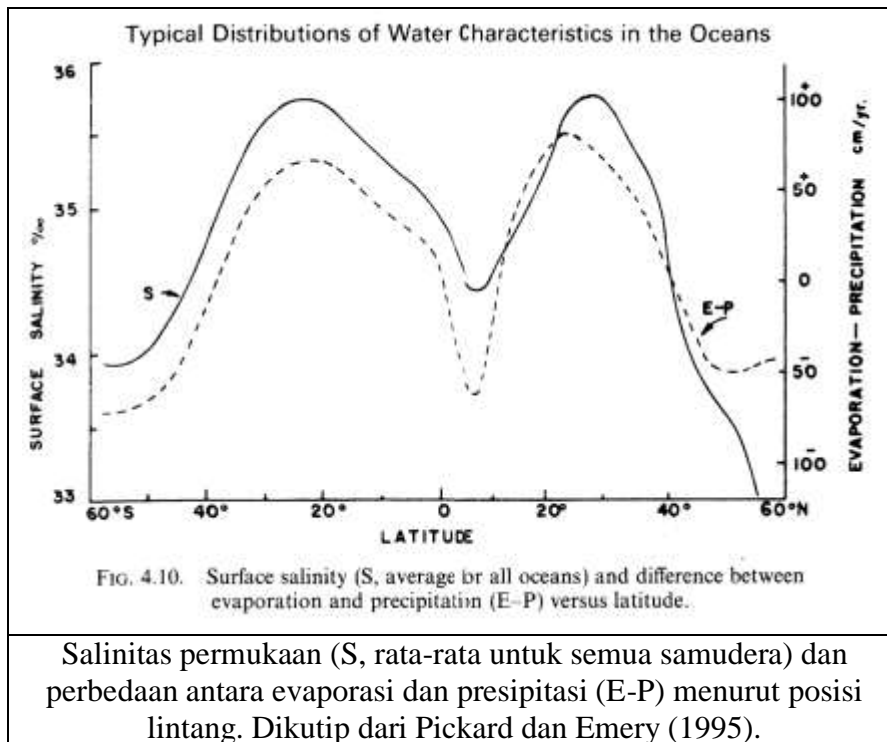 Typical Distributions of Water Characteristics in the Oceans
36
35
34
33
SURFACE SALINITY ‰
S
E-P
+
100
+
50
0
-
50
-
100
EVAPORATION— PRECIPITATION cm/yr.
60°S 40° 20° 0 20° 40° 60°N
LATITUDE
FIG. 4.10. Surface salinity (S, average for all oceans) and difference between
evaporation and precipitation (E-P) versus latitude.
Salinitas permukaan (S, rata-rata untuk semua samudera) dan
perbedaan antara evaporasi dan presipitasi (E-P) menurut posisi
lintang. Dikutip dari Pickard dan Emery (1995).